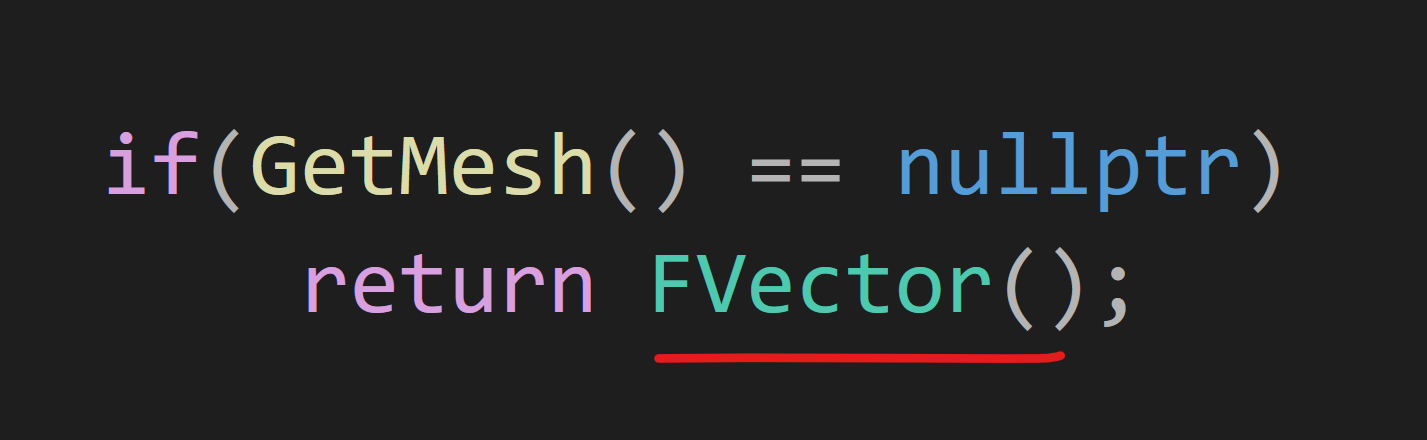 if(GetMesh() == nullptr)
return FVector();